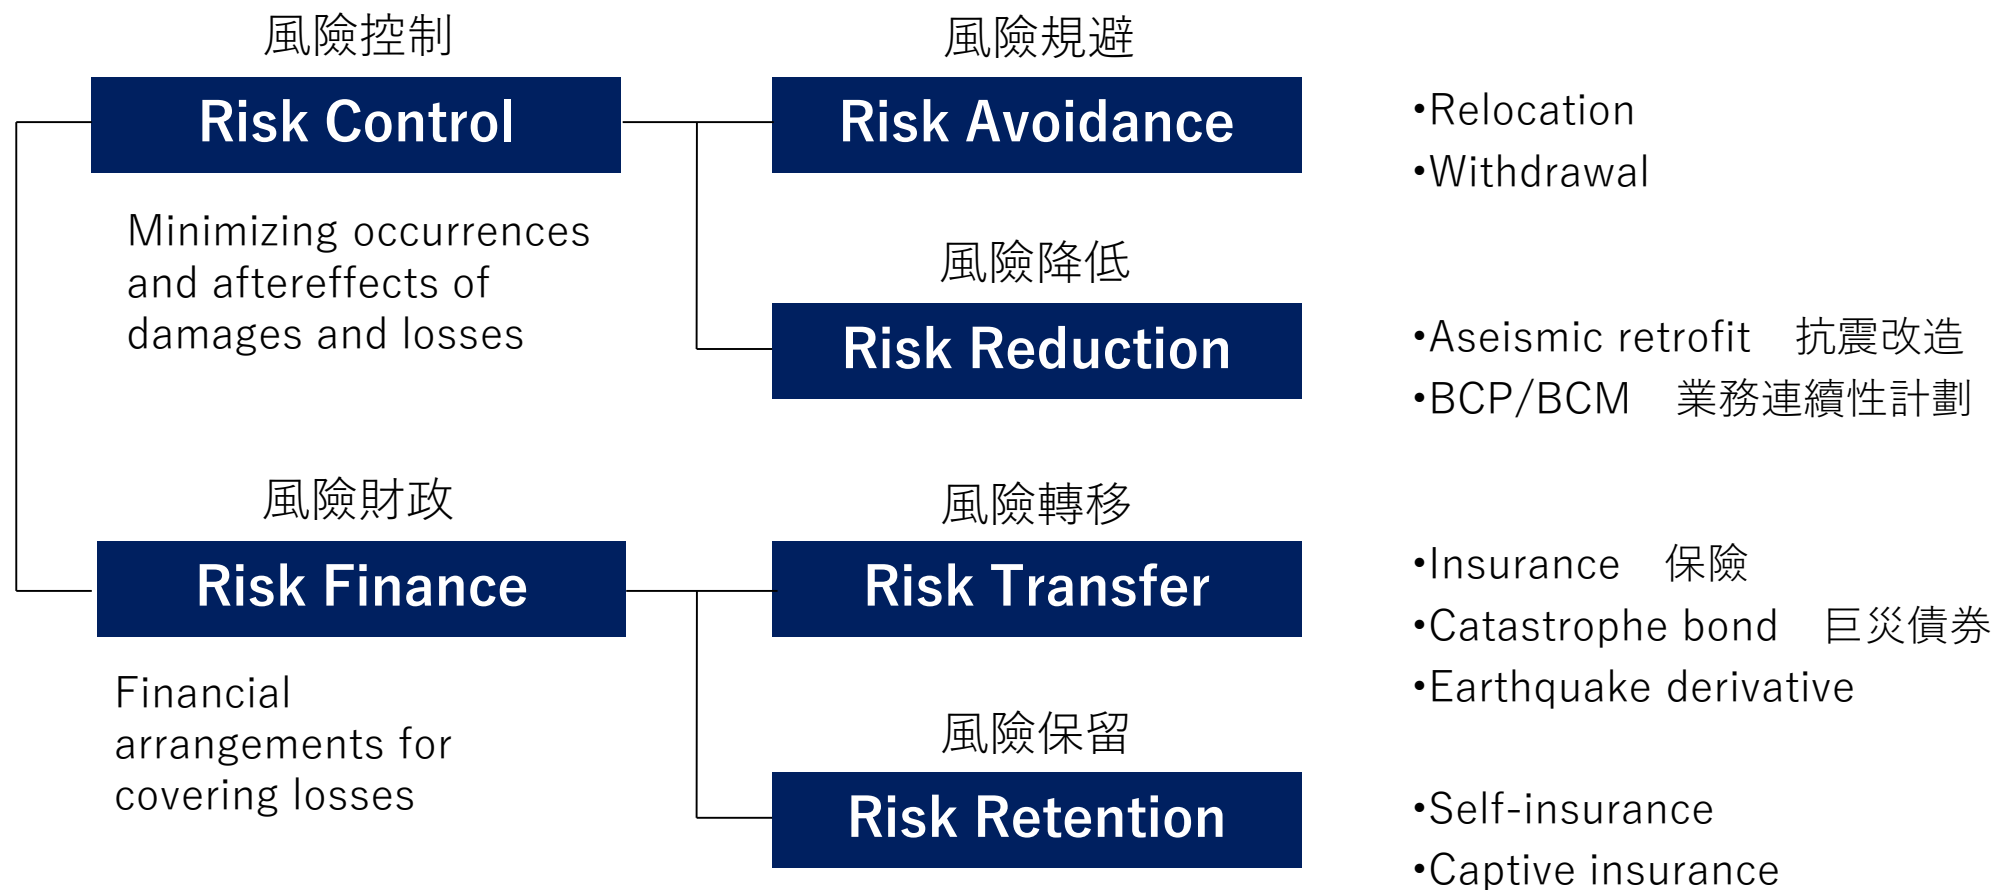 風險控制
Risk Control
Minimizing occurrences
and aftereffects of
damages and losses
風險規避
Risk Avoidance
•Relocation
•Withdrawal
風險降低
Risk Reduction
•Aseismic retrofit　抗震改造
•BCP/BCM　業務連續性計劃
風險財政
Risk Finance
Financial
arrangements for
covering losses
風險轉移
Risk Transfer
•Insurance　保險
•Catastrophe bond　巨災債券
•Earthquake derivative
風險保留
Risk Retention
•Self-insurance
•Captive insurance